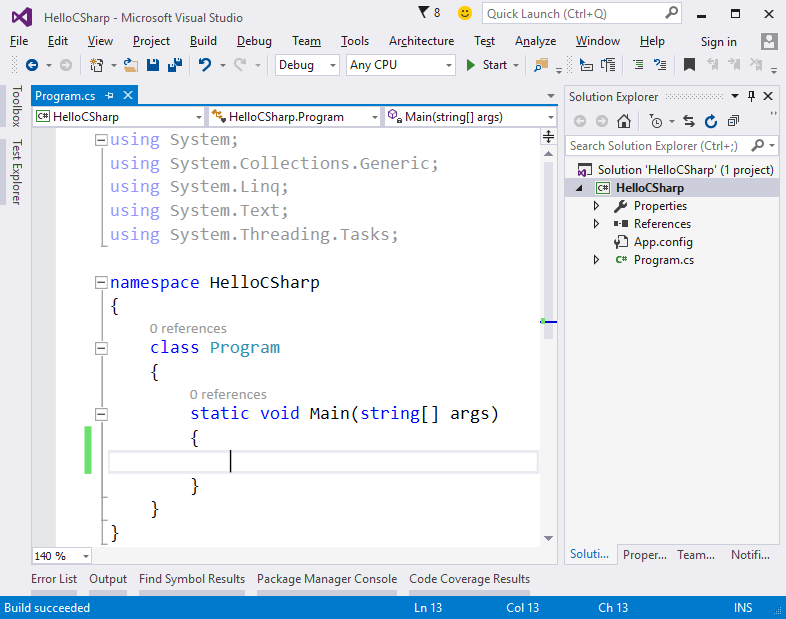 HelloCSharp - Microsoft Visual Studio
8
Quick Launch (Ctrl+Q)
File Edit View Project Build Debug Team Tools Architecture Test Analyze Window Help Sign in
Debug Any CPU Start
Toolbox
Test Explorer
Program.cs
C# HelloCSharp HelloCSharp.Program Main(string[] args)
using System;
using System.Collections.Generic;
using System.Linq;
using System.Text;
using System.Threading.Tasks;
namespace HelloCSharp
{
0 references
class Program
{
0 references
static void Main(string[] args)
{
}
}
}
140 %
Solution Explorer
Search Solution Explorer (Ctrl+;)
Solution 'HelloCSharp' (1 project)
C# HelloCSharp
Properties
References
App.config
C# Program.cs
Soluti... Proper... Team... Notifi...
Error List Output Find Symbol Results Package Manager Console Code Coverage Results
Build succeeded Ln 13 Col 13 Ch 13 INS